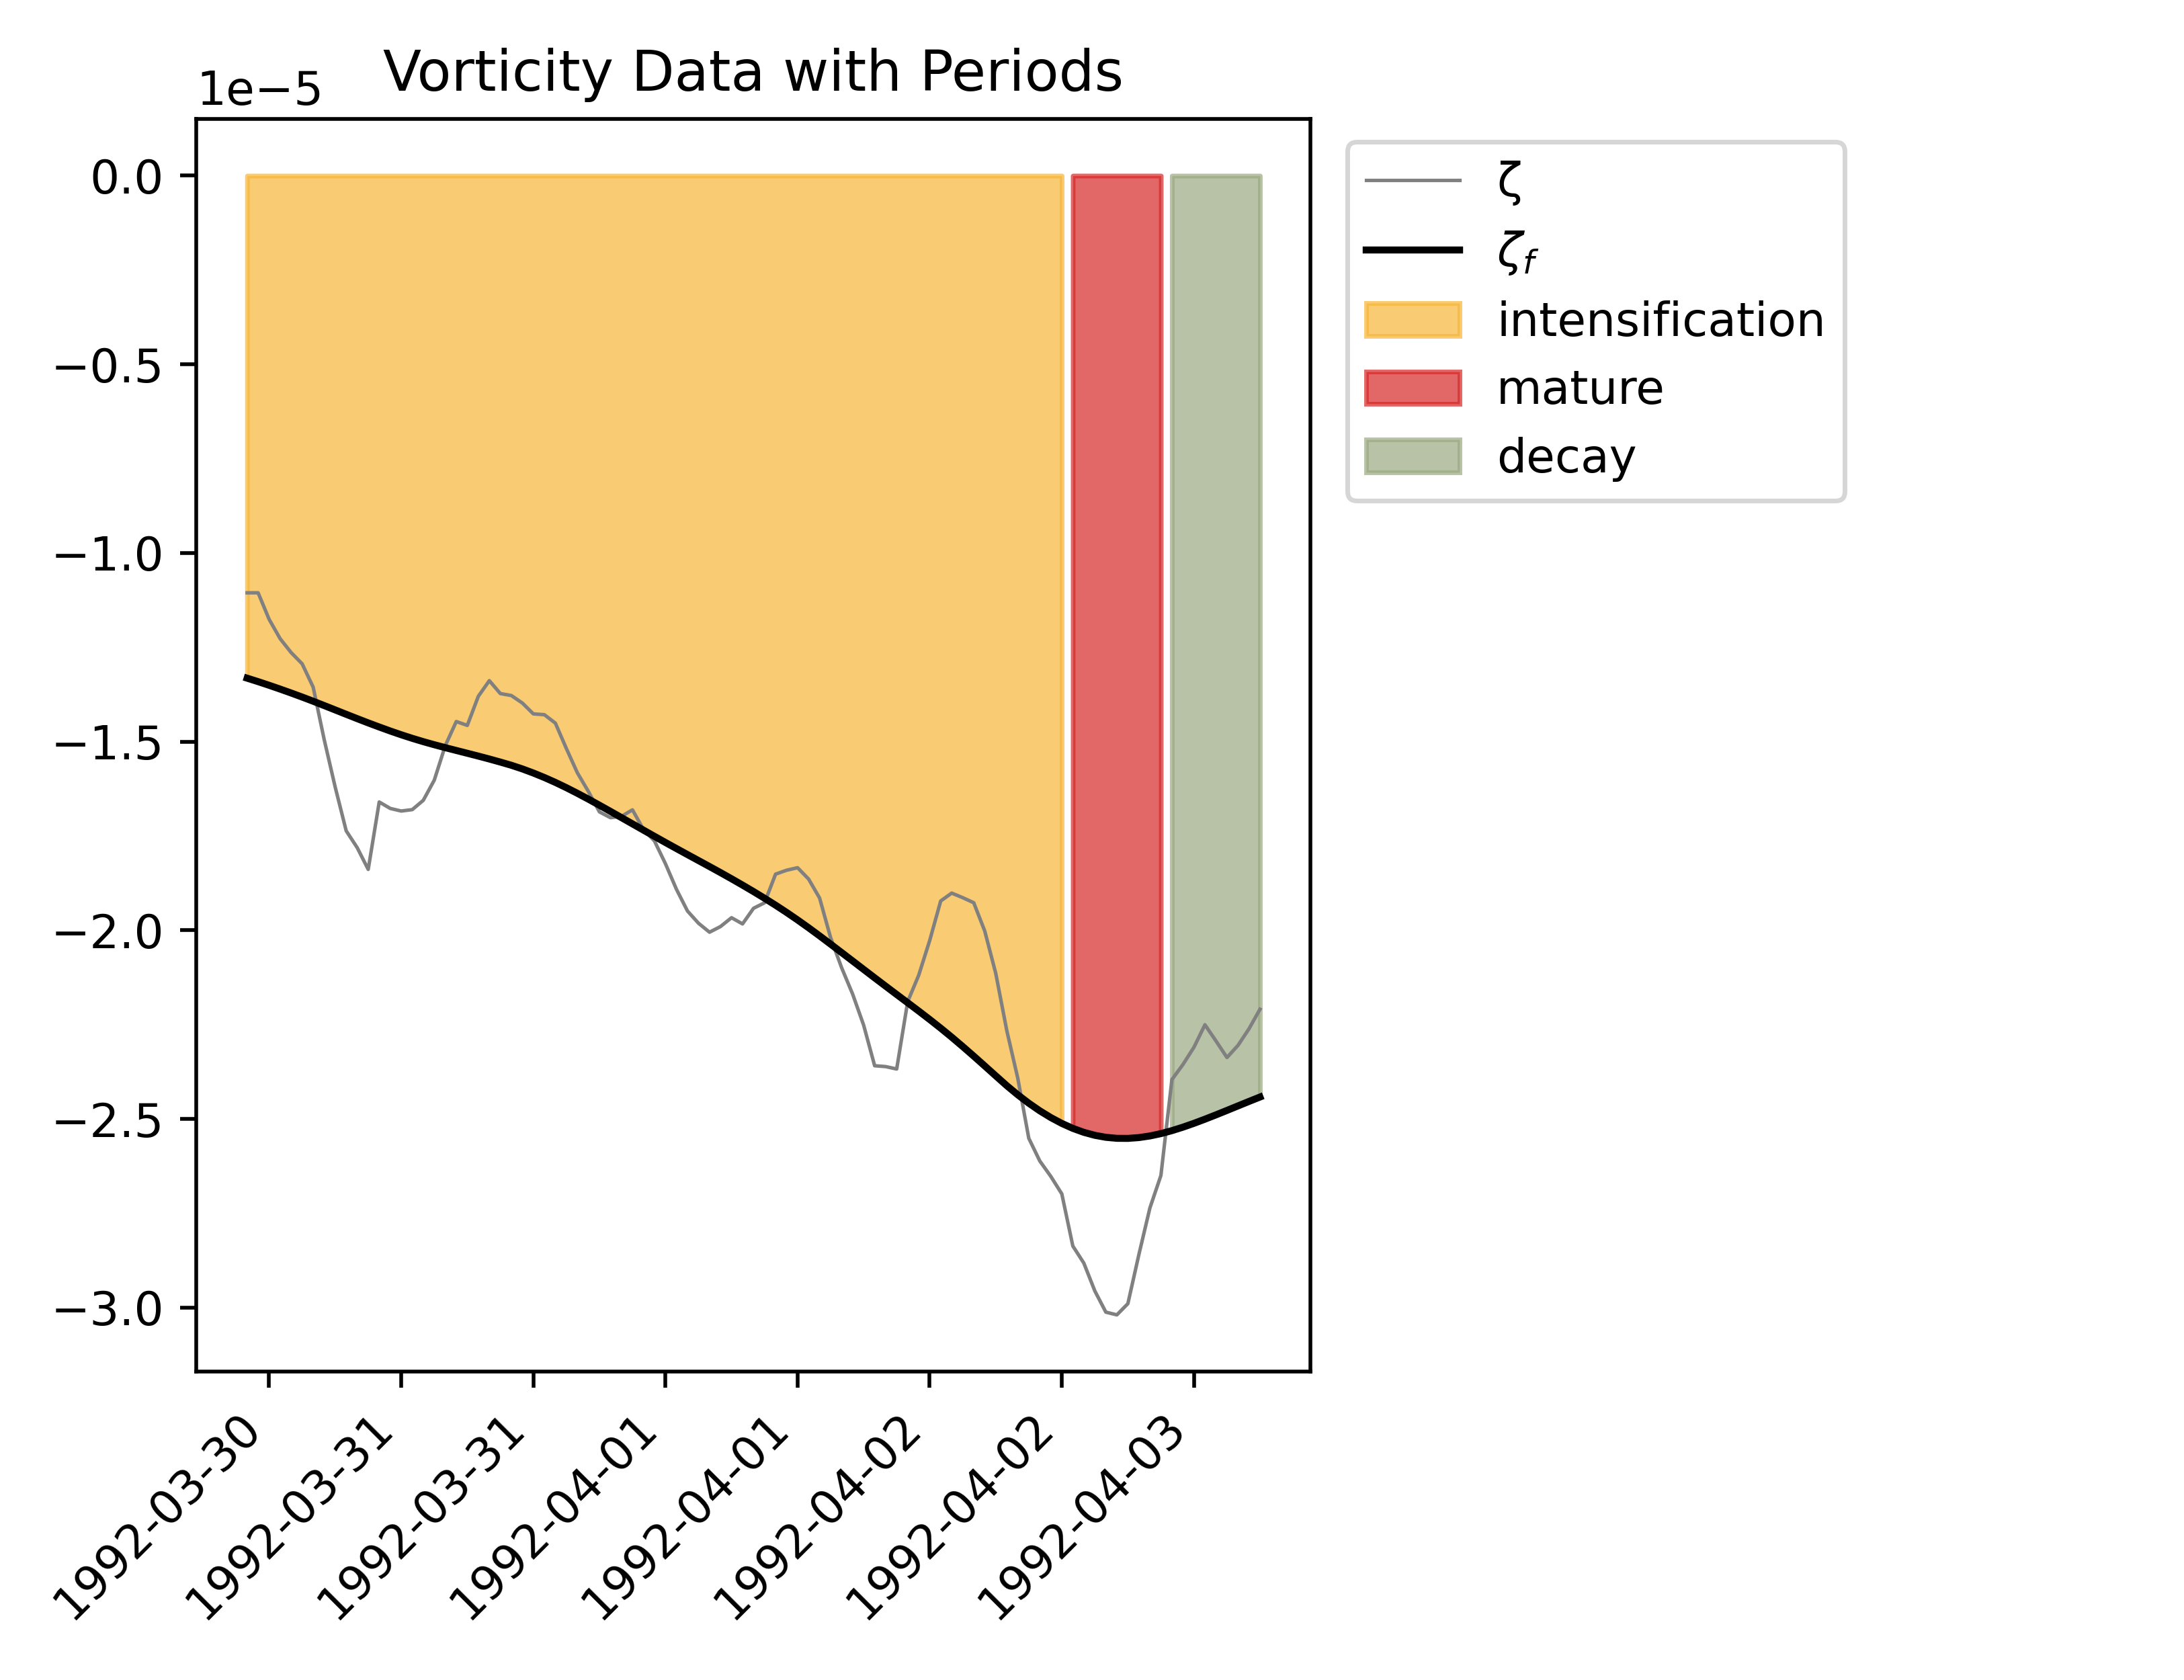 Vorticity Data with Periods
1e−5
0.0
−0.5
−1.0
−1.5
−2.0
−2.5
−3.0
1992-03-30
1992-03-31
1992-03-31
1992-04-01
1992-04-01
1992-04-02
1992-04-02
1992-04-03
ζ
ζf
intensification
mature
decay